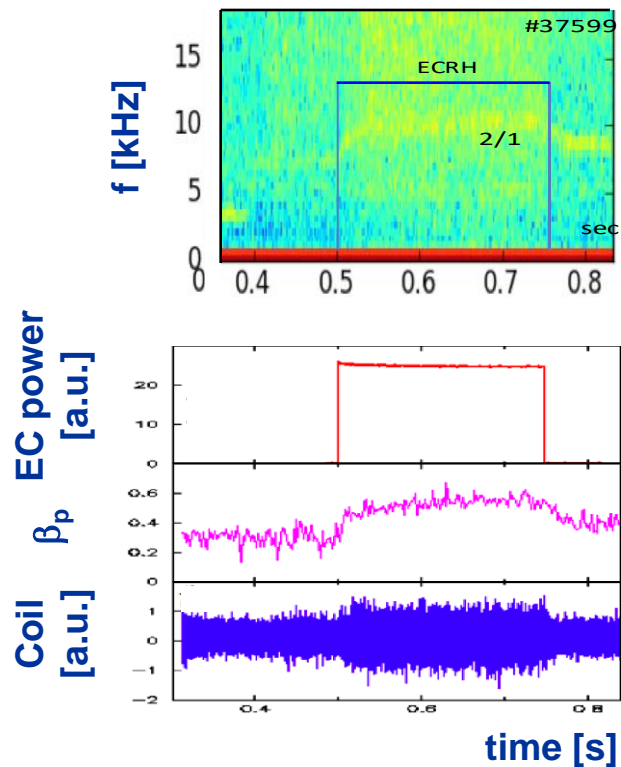 #37599
ECRH
2/1
sec
f [kHz]
15
10
5
0
0 0.4 0.5 0.6 0.7 0.8
EC power
[a.u.]
20
10
0
βp
0.6
0.4
0.2
0
Coil
[a.u.]
1
0
−1
−2
0.4 0.6 0.8
time [s]